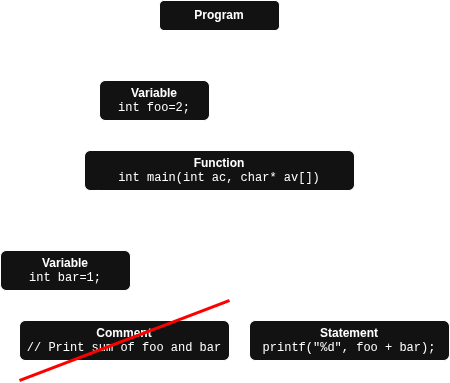 Program
Variable
int foo=2;
Function
int main(int ac, char* av[])
Variable
int bar=1;
Comment
// Print sum of foo and bar
Statement
printf("%d", foo + bar);